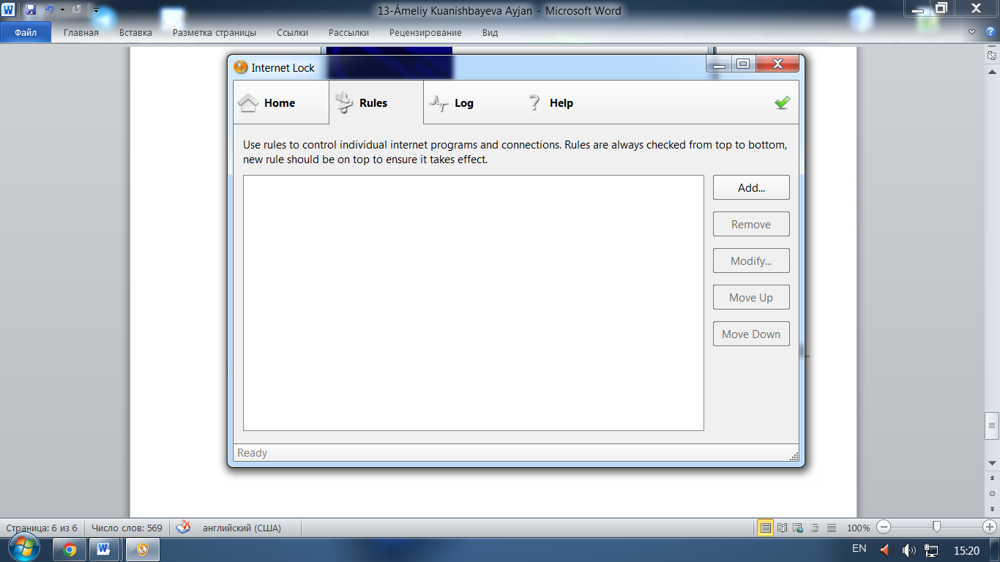 13-Ámeliy Kuanishbayeva Ayjan - Microsoft Word
Файл Главная Вставка Разметка страницы Ссылки Рассылки Рецензирование Вид
Internet Lock
Home Rules Log Help
Use rules to control individual internet programs and connections. Rules are always checked from top to bottom,
new rule should be on top to ensure it takes effect.
Add...
Remove
Modify...
Move Up
Move Down
Ready
Страница: 6 из 6 Число слов: 569 английский (США) 100%
EN 15:20